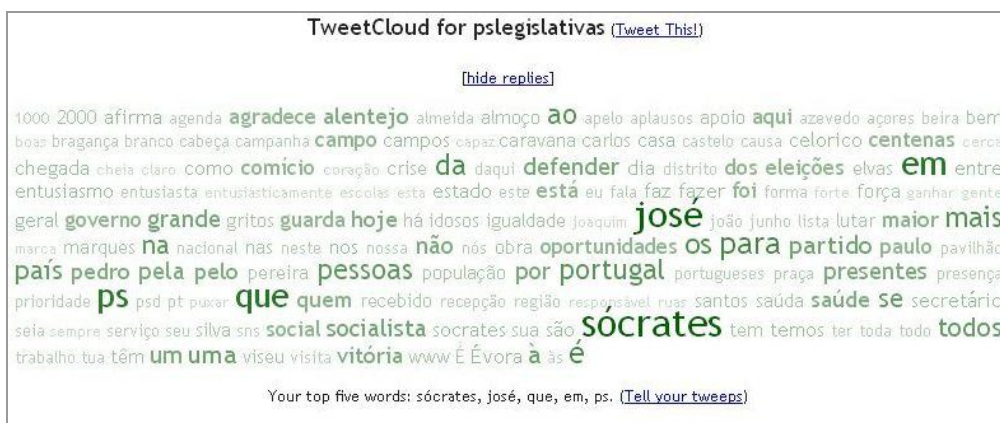 TweetCloud for pslegislativas (Tweet This!)
[hide replies]
1000 2000 afirma agenda agradece alentejo almeida almoço ao apelo aplausos apoio aqui azevedo açores beira bem
boas bragança branco cabeça campanha campo campos capaz caravana carlos casa castelo causa celorico centenas cerca
chegada cheia claro como comício coração crise da daqui defender dia distrito dos eleições elvas em entre
entusiasmo entusiasta entusiásticamente escolas esta estado este está eu fala faz fazer foi forma forte força ganhar gente
geral governo grande gritos guarda hoje há idosos igualdade joaquim josé joão junho lista lutar maior mais
marca marques na nacional nas neste nos nossa não nós obra oportunidades os para partido paulo pavilhão
país pedro pela pelo pereira pessoas população por portugal portugueses praça presentes presença
prioridade ps psd pt puxar que quem recebido recepção região responsável ruas santos saúda saúde se secretário
seia sempre serviço seu silva sns social socialista socrates sua são sócrates tem temos ter toda todo todos
trabalho tua têm um uma viseu visita vitória www É Évora à às é
Your top five words: sócrates, josé, que, em, ps. (Tell your tweeps)